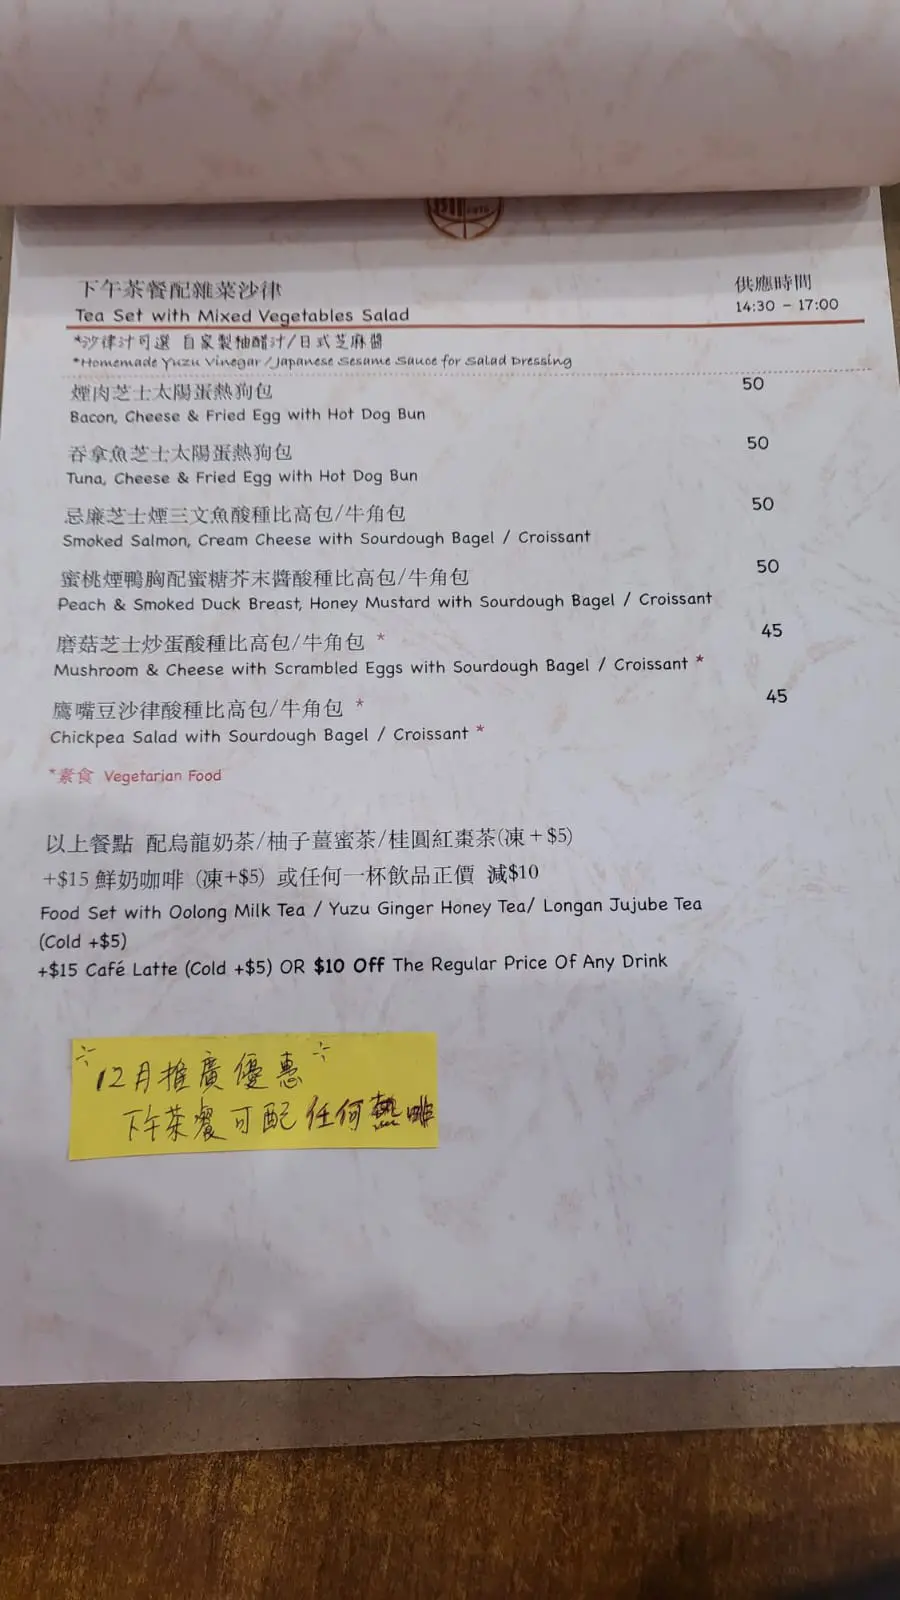 下午茶餐配雜菜沙律
供應時間
Tea Set with Mixed Vegetables Salad
14:30 - 17:00
*沙律汁可選 自家製柚醋汁/日式芝麻醬
*Homemade Yuzu Vinegar/Japanese Sesame Sauce for Salad Dressing
煙肉芝士太陽蛋熱狗包
50
Bacon, Cheese & Fried Egg with Hot Dog Bun
吞拿魚芝士太陽蛋熱狗包
50
Tuna, Cheese & Fried Egg with Hot Dog Bun
忌廉芝士煙三文魚酸種比高包/牛角包
50
Smoked Salmon, Cream Cheese with Sourdough Bagel / Croissant
蜜桃煙鴨胸配蜜糖芥末醬酸種比高包/牛角包
50
Peach & Smoked Duck Breast, Honey Mustard with Sourdough Bagel / Croissant
磨菇芝士炒蛋酸種比高包/牛角包 *
45
Mushroom & Cheese with Scrambled Eggs with Sourdough Bagel / Croissant *
鷹嘴豆沙律酸種比高包/牛角包 *
45
Chickpea Salad with Sourdough Bagel / Croissant *
*素食 Vegetarian Food
以上餐點 配烏龍奶茶/柚子薑蜜茶/桂圓紅棗茶(凍+$5)
+$15 鮮奶咖啡 (凍+$5) 或任何一杯飲品正價 減$10
Food Set with Oolong Milk Tea / Yuzu Ginger Honey Tea/ Longan Jujube Tea
(Cold +$5)
+$15 Café Latte (Cold +$5) OR $10 Off The Regular Price Of Any Drink
12月推廣優惠
下午茶餐可配任何熱啡